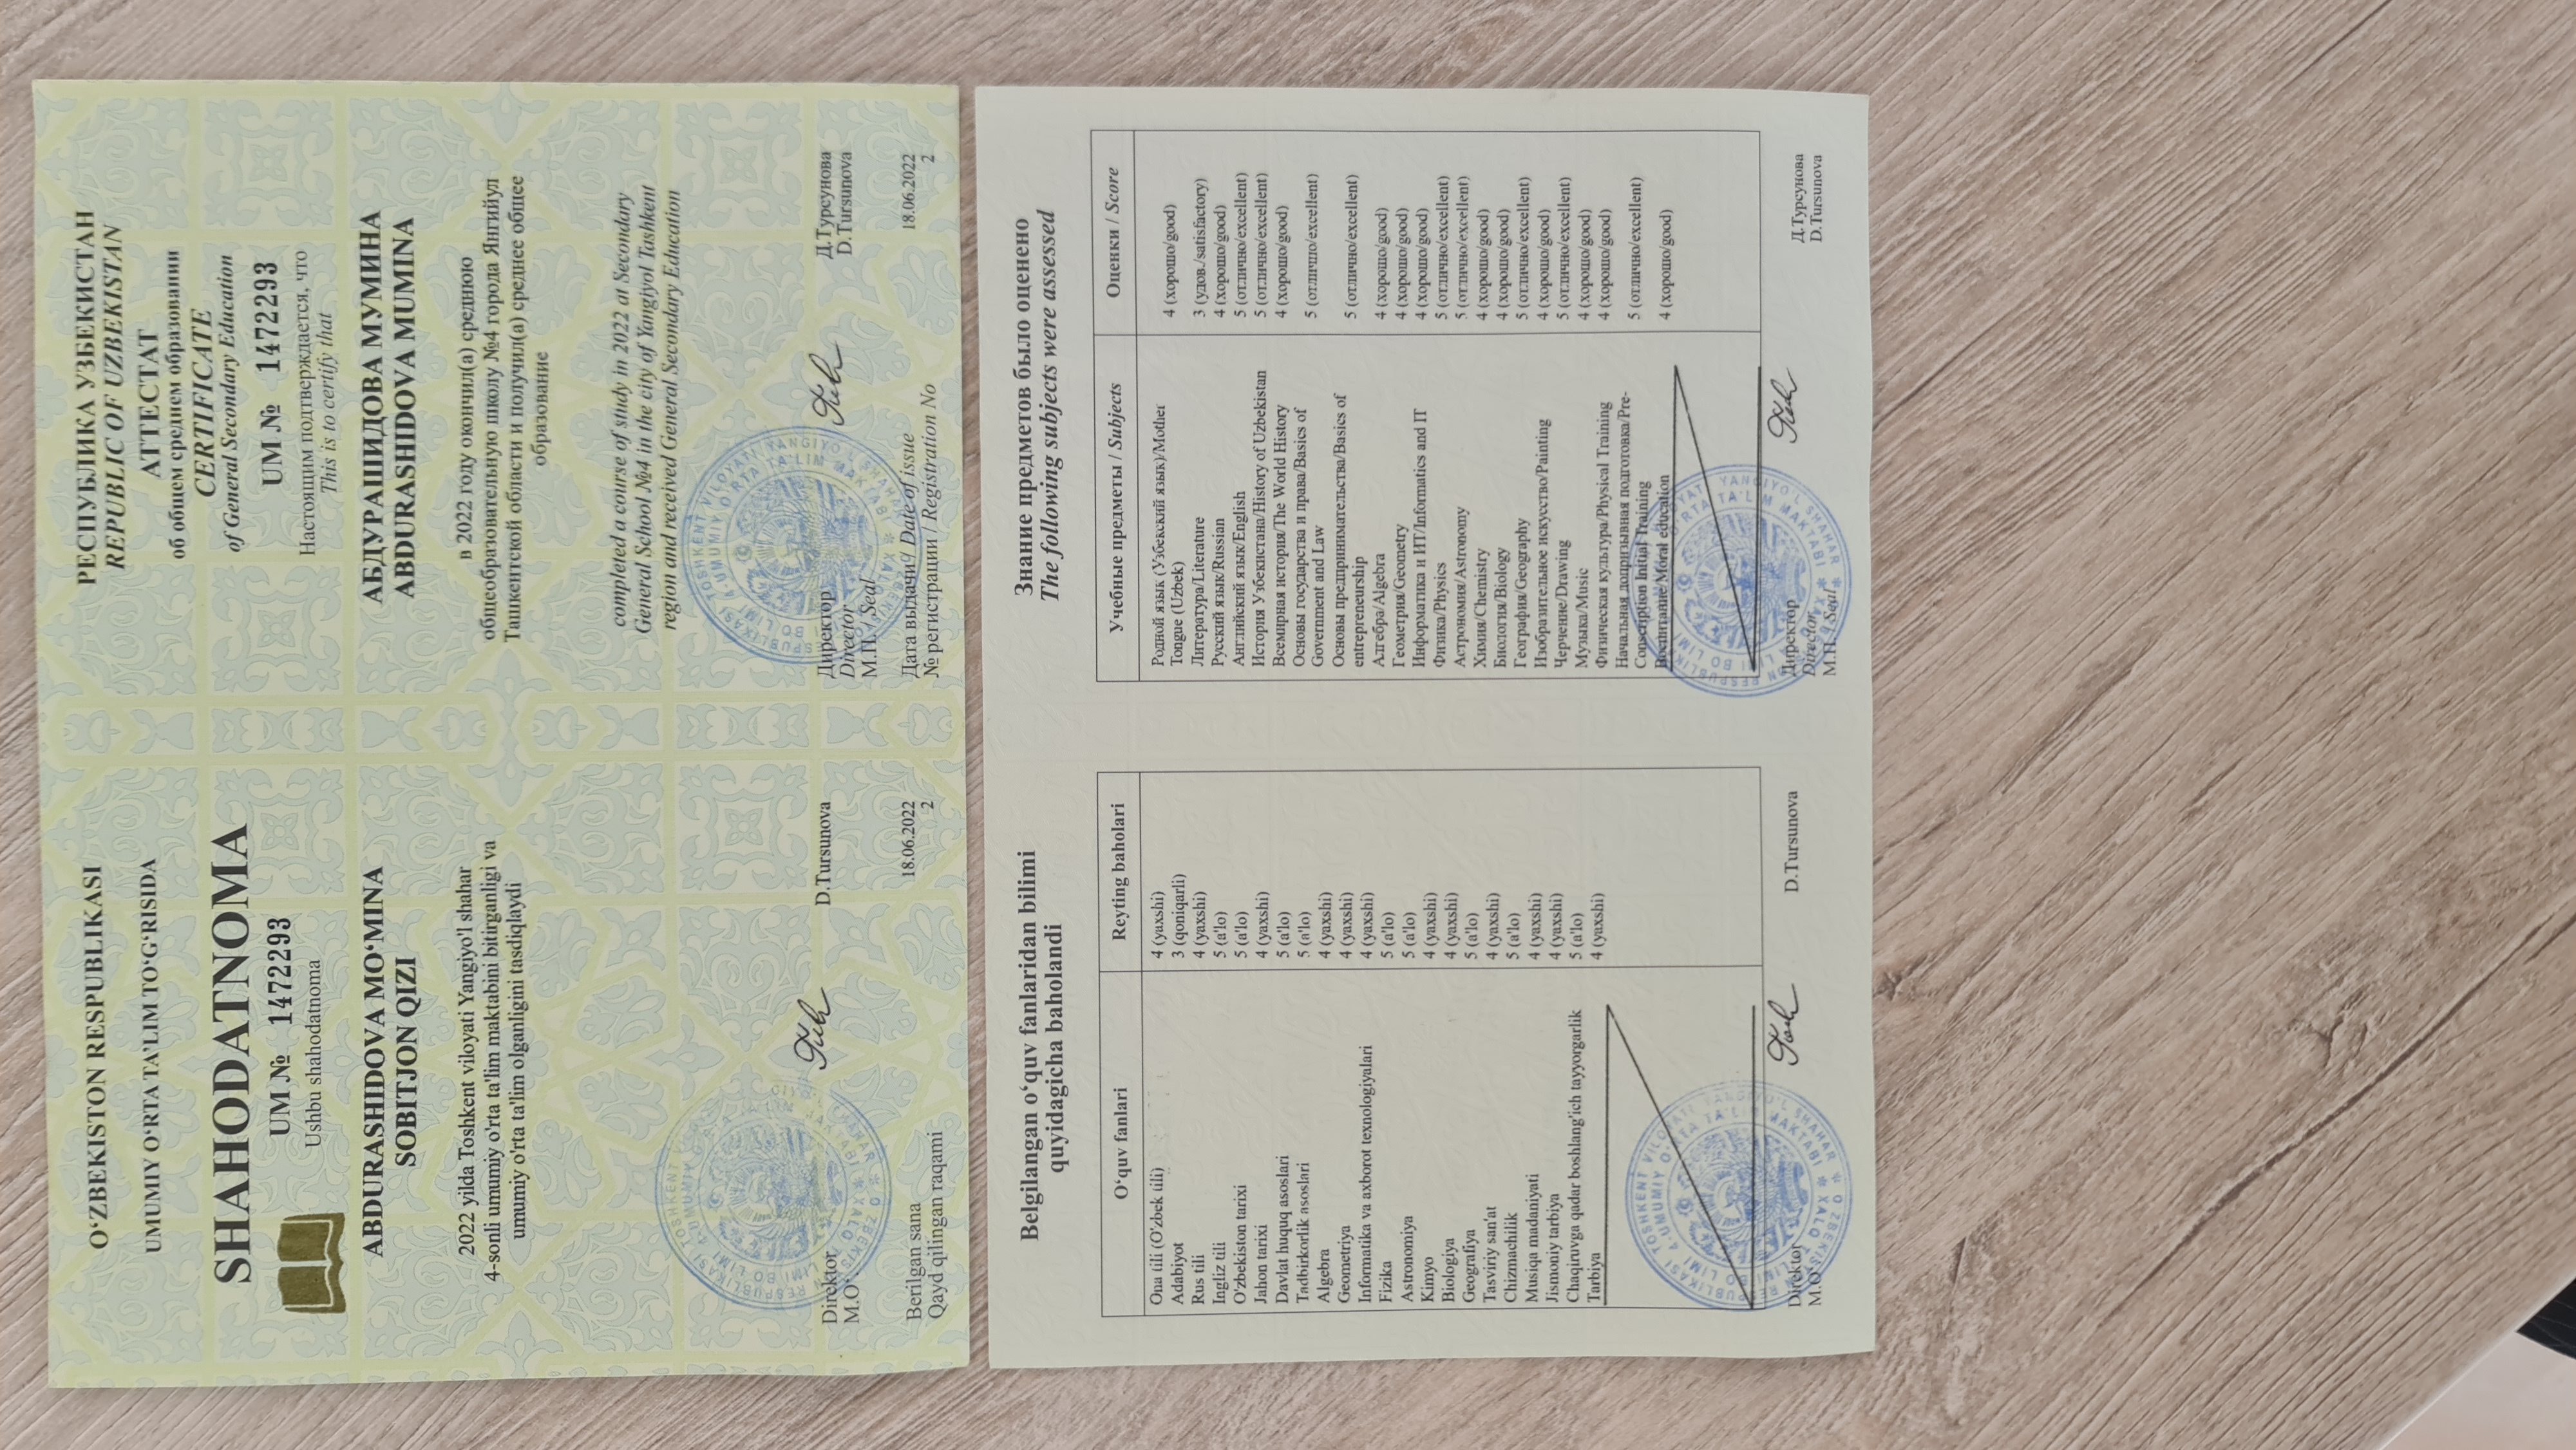 O‘ZBEKISTON RESPUBLIKASI
UMUMIY O‘RTA TA’LIM TO‘G‘RISIDA
SHAHODATNOMA
UM № 1472293
Ushbu shahodatnoma
ABDURASHIDOVA MO‘MINA
SOBITJON QIZI
2022 yilda Toshkent viloyati Yangiyo'l shahar
4-sonli umumiy o'rta ta'lim maktabini bitirganligi va
umumiy o'rta ta'lim olganligini tasdiqlaydi
Direktor
M.O‘.
D.Tursunova
Berilgan sana 18.06.2022
Qayd qilingan raqami 2
РЕСПУБЛИКА УЗБЕКИСТАН
REPUBLIC OF UZBEKISTAN
АТТЕСТАТ
об общем среднем образовании
CERTIFICATE
of General Secondary Education
UM № 1472293
Настоящим подтверждается, что
This is to certify that
АБДУРАШИДОВА МУМИНА
ABDURASHIDOVA MUMINA
в 2022 году окончил(а) среднюю
общеобразовательную школу №4 города Янгийул
Ташкентской области и получил(а) среднее общее
образование
completed a course of study in 2022 at Secondary
General School №4 in the city of Yangiyol Tashkent
region and received General Secondary Education
Директор Д.Турсунова
Director D.Tursunova
М.П. / Seal
Дата выдачи / Date of issue 18.06.2022
№ регистрации / Registration No 2
Belgilangan o‘quv fanlaridan bilimi
quyidagicha baholandi
O‘quv fanlari Reyting baholari
Ona tili (O'zbek tili) 4 (yaxshi)
Adabiyot 3 (qoniqarli)
Rus tili 4 (yaxshi)
Ingliz tili 5 (a'lo)
O'zbekiston tarixi 5 (a'lo)
Jahon tarixi 4 (yaxshi)
Davlat huquq asoslari 5 (a'lo)
Tadbirkorlik asoslari 5 (a'lo)
Algebra 4 (yaxshi)
Geometriya 4 (yaxshi)
Informatika va axborot texnologiyalari 4 (yaxshi)
Fizika 5 (a'lo)
Astronomiya 5 (a'lo)
Kimyo 4 (yaxshi)
Biologiya 4 (yaxshi)
Geografiya 5 (a'lo)
Tasviriy san'at 4 (yaxshi)
Chizmachilik 5 (a'lo)
Musiqa madaniyati 4 (yaxshi)
Jismoniy tarbiya 4 (yaxshi)
Chaqiruvga qadar boshlang'ich tayyorgarlik 5 (a'lo)
Tarbiya 4 (yaxshi)
Direktor D.Tursunova
M.O‘.
Знание предметов было оценено
The following subjects were assessed
Учебные предметы / Subjects Оценки / Score
Родной язык (Узбекский язык)/Mother
Tongue (Uzbek) 4 (хорошо/good)
Литература/Literature 3 (удов./satisfactory)
Русский язык/Russian 4 (хорошо/good)
Английский язык/English 5 (отлично/excellent)
История Узбекистана/History of Uzbekistan 5 (отлично/excellent)
Всемирная история/The World History 4 (хорошо/good)
Основы государства и права/Basics of
Government and Law 5 (отлично/excellent)
Основы предпринимательства/Basics of
entrepreneurship 5 (отлично/excellent)
Алгебра/Algebra 4 (хорошо/good)
Геометрия/Geometry 4 (хорошо/good)
Информатика и ИТ/Informatics and IT 4 (хорошо/good)
Физика/Physics 5 (отлично/excellent)
Астрономия/Astronomy 5 (отлично/excellent)
Химия/Chemistry 4 (хорошо/good)
Биология/Biology 4 (хорошо/good)
География/Geography 5 (отлично/excellent)
Изобразительное искусство/Painting 4 (хорошо/good)
Черчение/Drawing 5 (отлично/excellent)
Музыка/Music 4 (хорошо/good)
Физическая культура/Physical Training 4 (хорошо/good)
Начальная допризывная подготовка/Pre-
Conscription Initial Training 5 (отлично/excellent)
Воспитание/Moral education 4 (хорошо/good)
Директор Д.Турсунова
Director D.Tursunova
М.П. / Seal